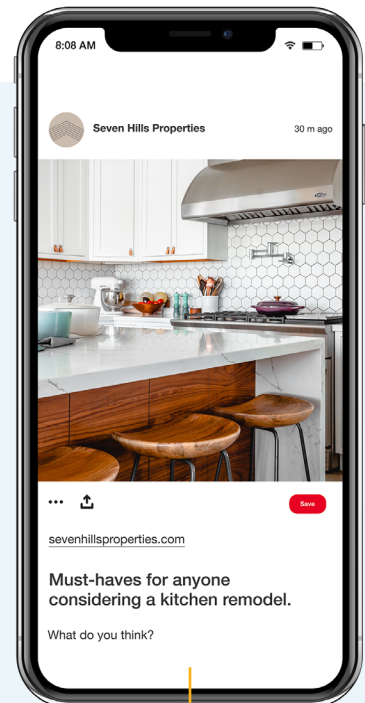 8:08 AM
Seven Hills Properties
30 m ago
Save
sevenhillsproperties.com
Must-haves for anyone
considering a kitchen remodel.
What do you think?